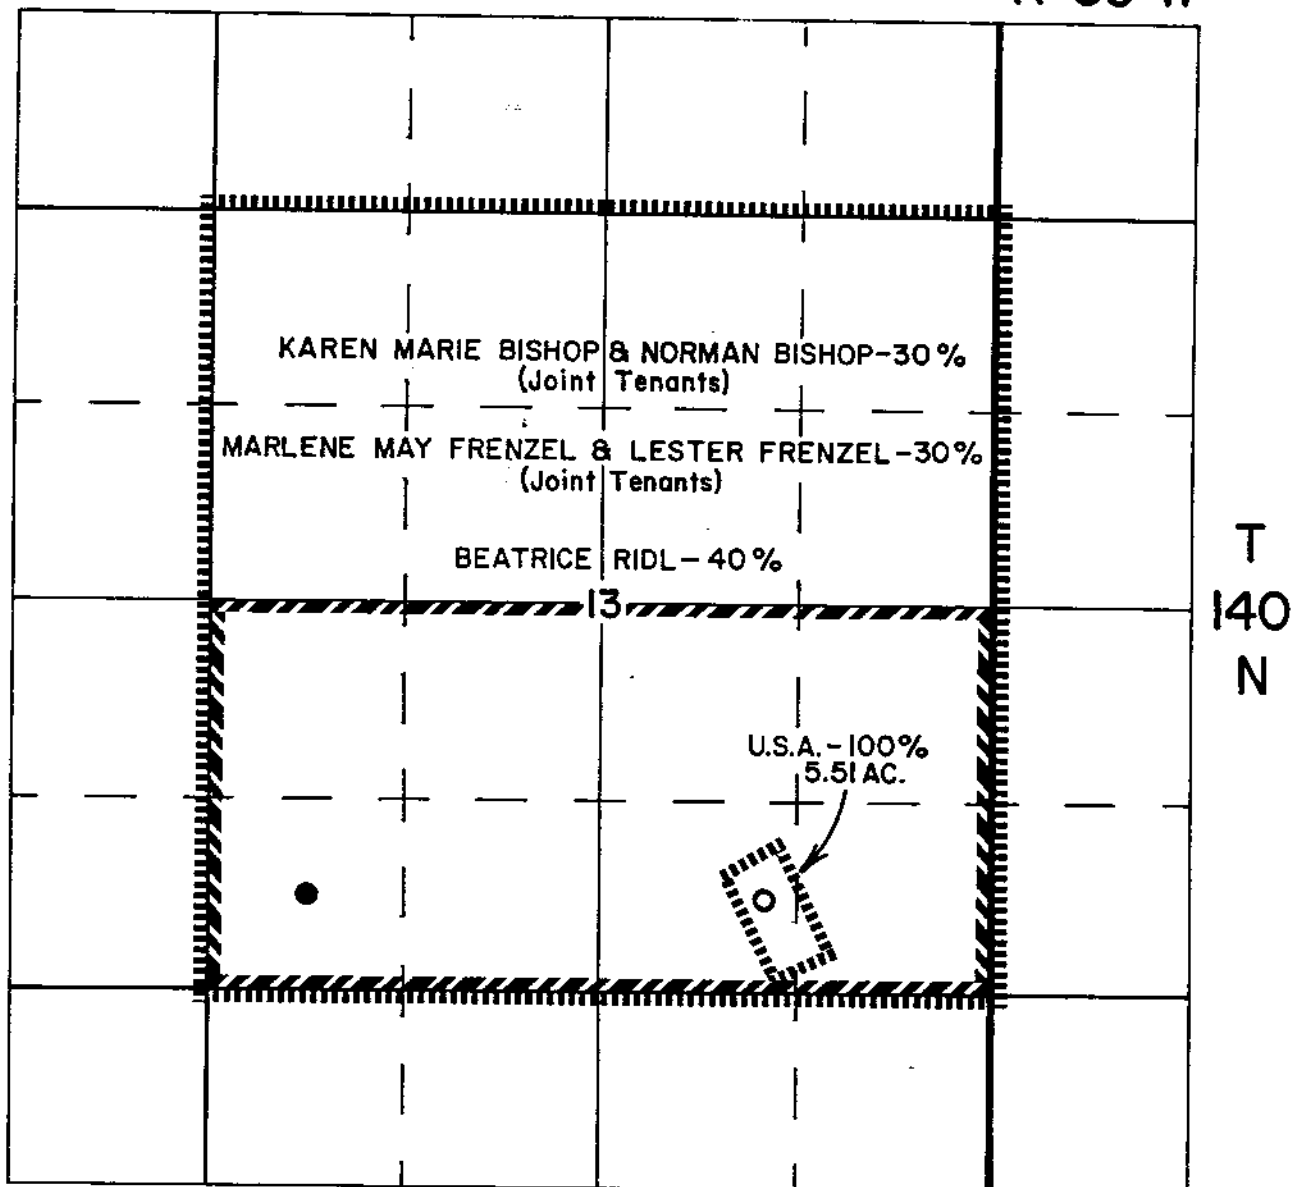 KAREN MARIE BISHOP & NORMAN BISHOP-30%
(Joint Tenants)
MARLENE MAY FRENZEL & LESTER FRENZEL-30%
(Joint Tenants)
BEATRICE RIDL-40%
13
T
140
N
U.S.A.-100%
5.51 AC.